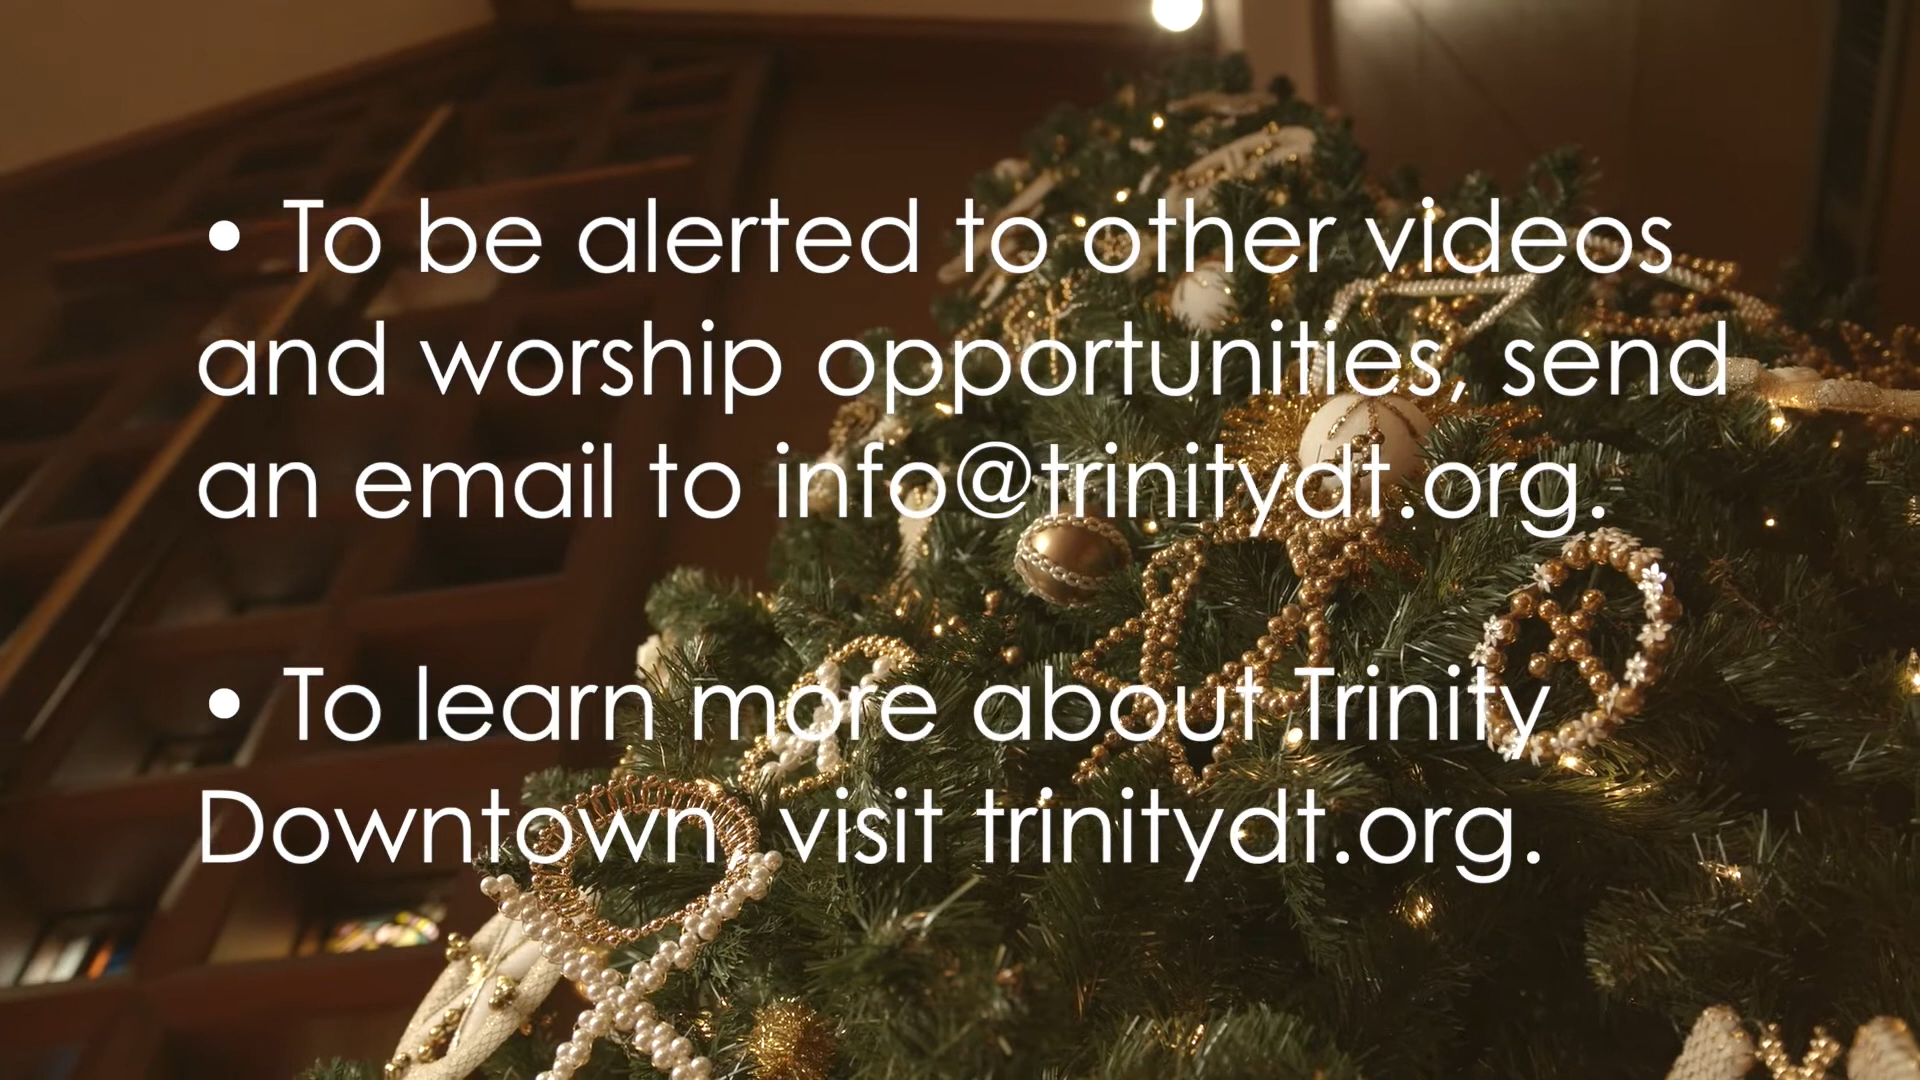 • To be alerted to other videos
and worship opportunities, send
an email to info@trinitydt.org.
• To learn more about Trinity
Downtown, visit trinitydt.org.